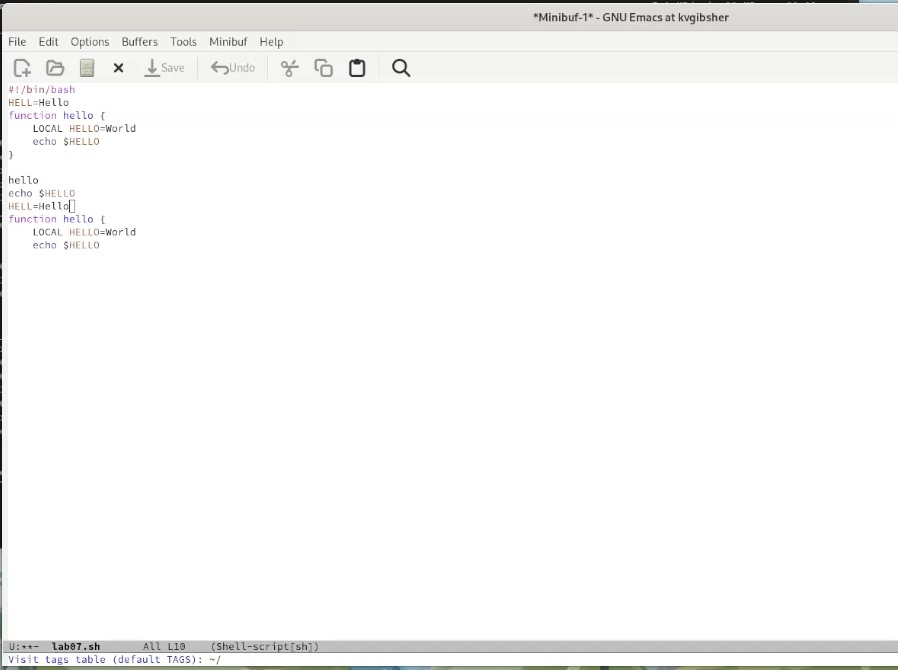 *Minibuf-1* - GNU Emacs at kvgibsher
File Edit Options Buffers Tools Minibuf Help
Save Undo
#!/bin/bash
HELL=Hello
function hello {
    LOCAL HELLO=World
    echo $HELLO
}
hello
echo $HELLO
HELL=Hello
function hello {
    LOCAL HELLO=World
    echo $HELLO
U:**- lab07.sh All L10 (Shell-script[sh])
Visit tags table (default TAGS): ~/